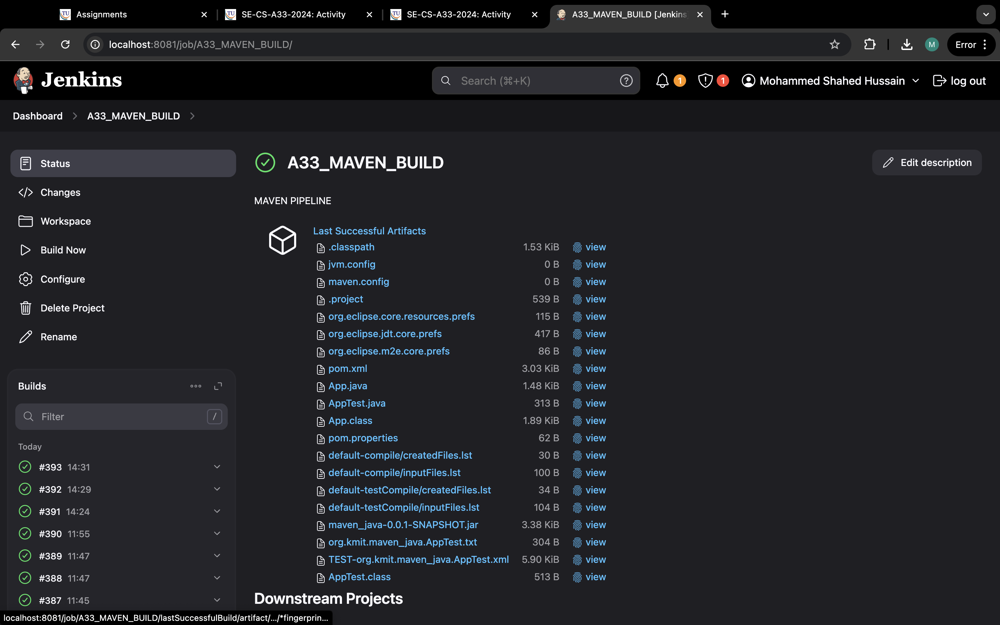 TU Assignments
TU SE-CS-A33-2024: Activity
TU SE-CS-A33-2024: Activity
A33_MAVEN_BUILD [Jenkins]
localhost:8081/job/A33_MAVEN_BUILD/
M
Error
Jenkins
Search (⌘+K)
1
1
Mohammed Shahed Hussain
log out
Dashboard
A33_MAVEN_BUILD
Status
Changes
Workspace
Build Now
Configure
Delete Project
Rename
Builds
Filter
/
Today
#393 14:31
#392 14:29
#391 14:24
#390 11:55
#389 11:47
#388 11:47
#387 11:45
A33_MAVEN_BUILD
Edit description
MAVEN PIPELINE
Last Successful Artifacts
.classpath 1.53 KiB view
jvm.config 0 B view
maven.config 0 B view
.project 539 B view
org.eclipse.core.resources.prefs 115 B view
org.eclipse.jdt.core.prefs 417 B view
org.eclipse.m2e.core.prefs 86 B view
pom.xml 3.03 KiB view
App.java 1.48 KiB view
AppTest.java 313 B view
App.class 1.89 KiB view
pom.properties 62 B view
default-compile/createdFiles.lst 30 B view
default-compile/inputFiles.lst 100 B view
default-testCompile/createdFiles.lst 34 B view
default-testCompile/inputFiles.lst 104 B view
maven_java-0.0.1-SNAPSHOT.jar 3.38 KiB view
org.kmit.maven_java.AppTest.txt 304 B view
TEST-org.kmit.maven_java.AppTest.xml 5.90 KiB view
AppTest.class 513 B view
Downstream Projects
localhost:8081/job/A33_MAVEN_BUILD/lastSuccessfulBuild/artifact/.../*fingerprin...